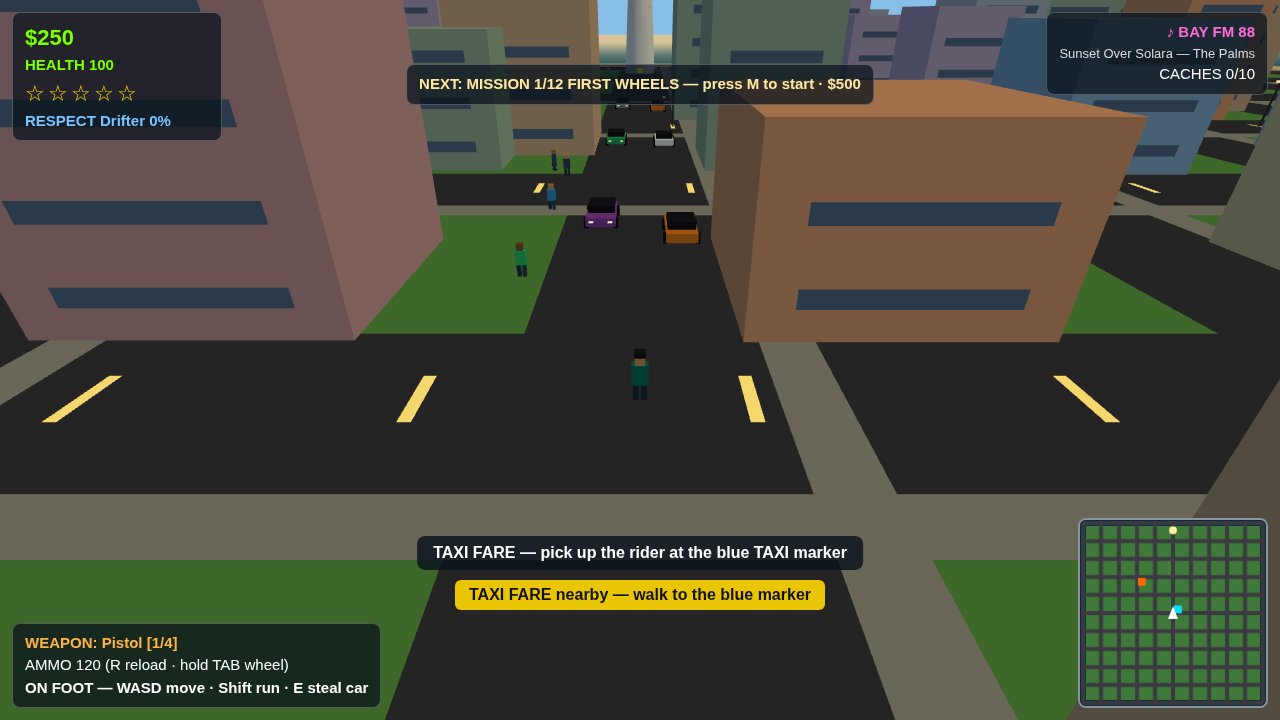 $250
HEALTH 100
☆☆☆☆☆
RESPECT Drifter 0%
NEXT: MISSION 1/12 FIRST WHEELS — press M to start · $500
♪ BAY FM 88
Sunset Over Solara — The Palms
CACHES 0/10
TAXI FARE — pick up the rider at the blue TAXI marker
TAXI FARE nearby — walk to the blue marker
WEAPON: Pistol [1/4]
AMMO 120 (R reload · hold TAB wheel)
ON FOOT — WASD move · Shift run · E steal car